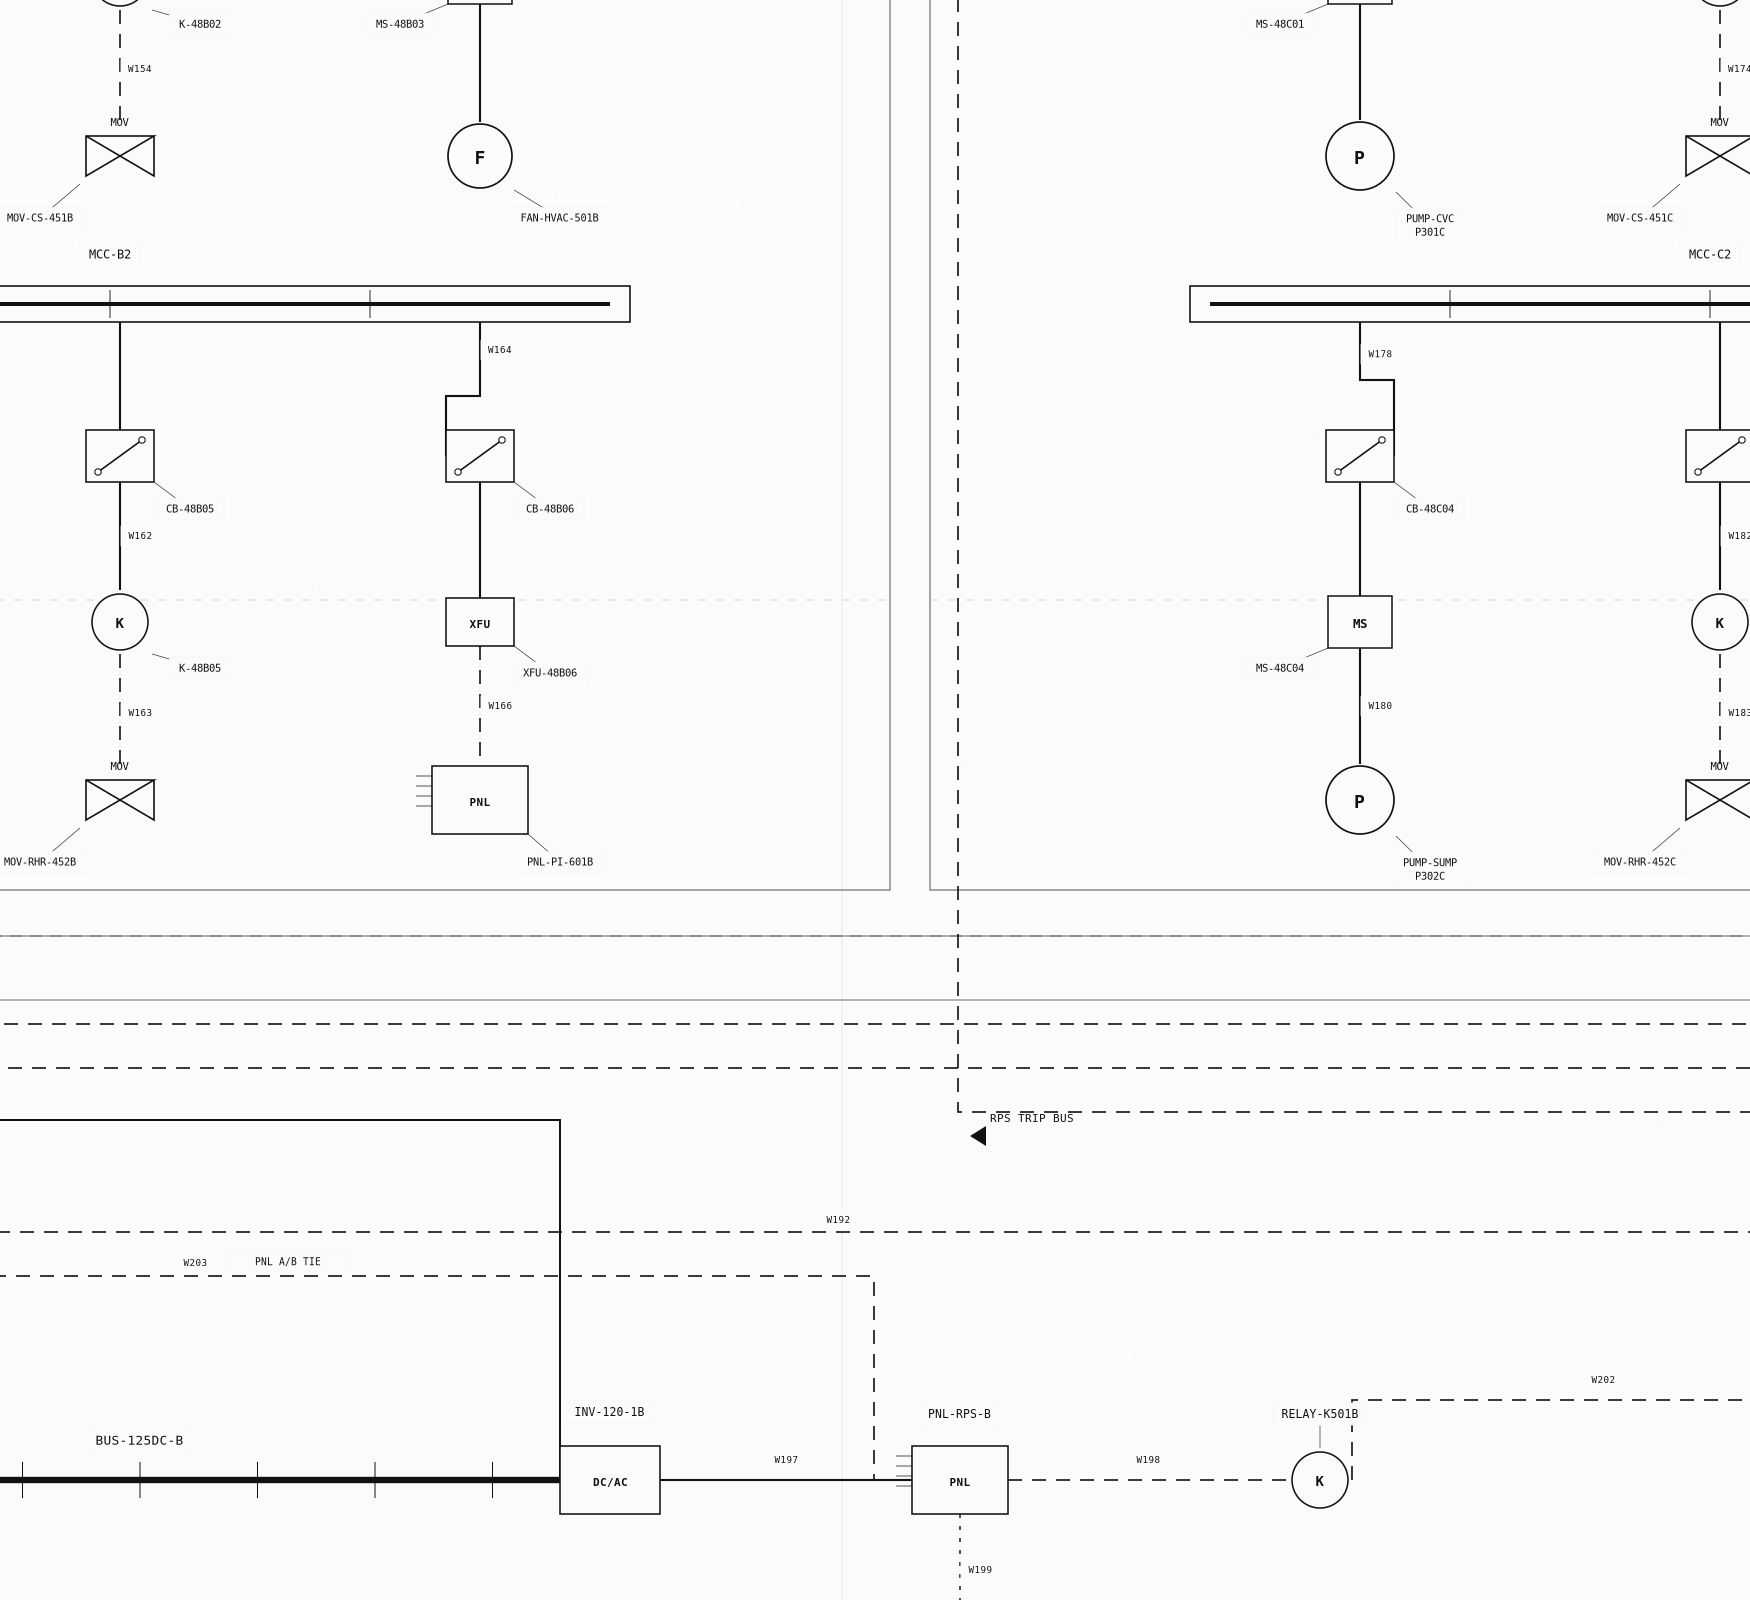 K-48B02
MS-48B03
MS-48C01
W154
W174
MOV
MOV
F
P
MOV-CS-451B
FAN-HVAC-501B
PUMP-CVC
P301C
MOV-CS-451C
MCC-B2
MCC-C2
W164
W178
CB-48B05
CB-48B06
CB-48C04
W162
W182
K
XFU
MS
K
K-48B05
XFU-48B06
MS-48C04
W163
W166
W180
W183
MOV
MOV
PNL
P
MOV-RHR-452B
PNL-PI-601B
PUMP-SUMP
P302C
MOV-RHR-452C
RPS TRIP BUS
W192
W203
PNL A/B TIE
W202
INV-120-1B
PNL-RPS-B
RELAY-K501B
BUS-125DC-B
W197
W198
DC/AC
PNL
K
W199